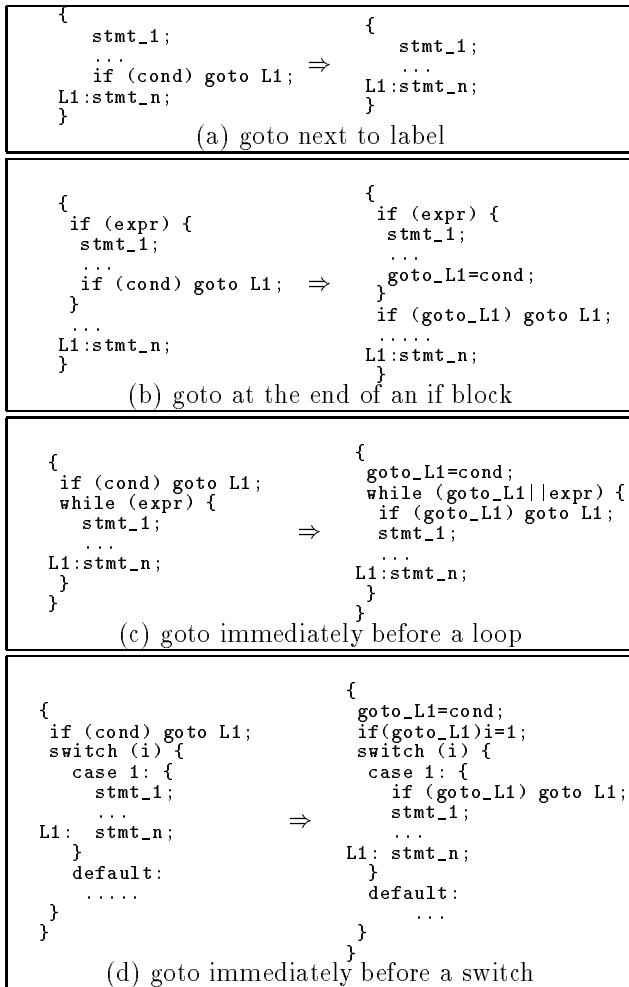 {
stmt_1;
...
if (cond) goto L1;
L1:stmt_n;
}
⇒
{
stmt_1;
...
L1:stmt_n;
}
(a) goto next to label
{
if (expr) {
stmt_1;
...
if (cond) goto L1;
}
...
L1:stmt_n;
}
⇒
{
if (expr) {
stmt_1;
...
goto_L1=cond;
}
if (goto_L1) goto L1;
.....
L1:stmt_n;
}
(b) goto at the end of an if block
{
if (cond) goto L1;
while (expr) {
stmt_1;
...
L1:stmt_n;
}
}
⇒
{
goto_L1=cond;
while (goto_L1||expr) {
if (goto_L1) goto L1;
stmt_1;
...
L1:stmt_n;
}
}
(c) goto immediately before a loop
{
if (cond) goto L1;
switch (i) {
case 1: {
stmt_1;
...
L1: stmt_n;
}
default:
.....
}
}
⇒
{
goto_L1=cond;
if(goto_L1)i=1;
switch (i) {
case 1: {
if (goto_L1) goto L1;
stmt_1;
...
L1: stmt_n;
}
default:
...
}
}
(d) goto immediately before a switch